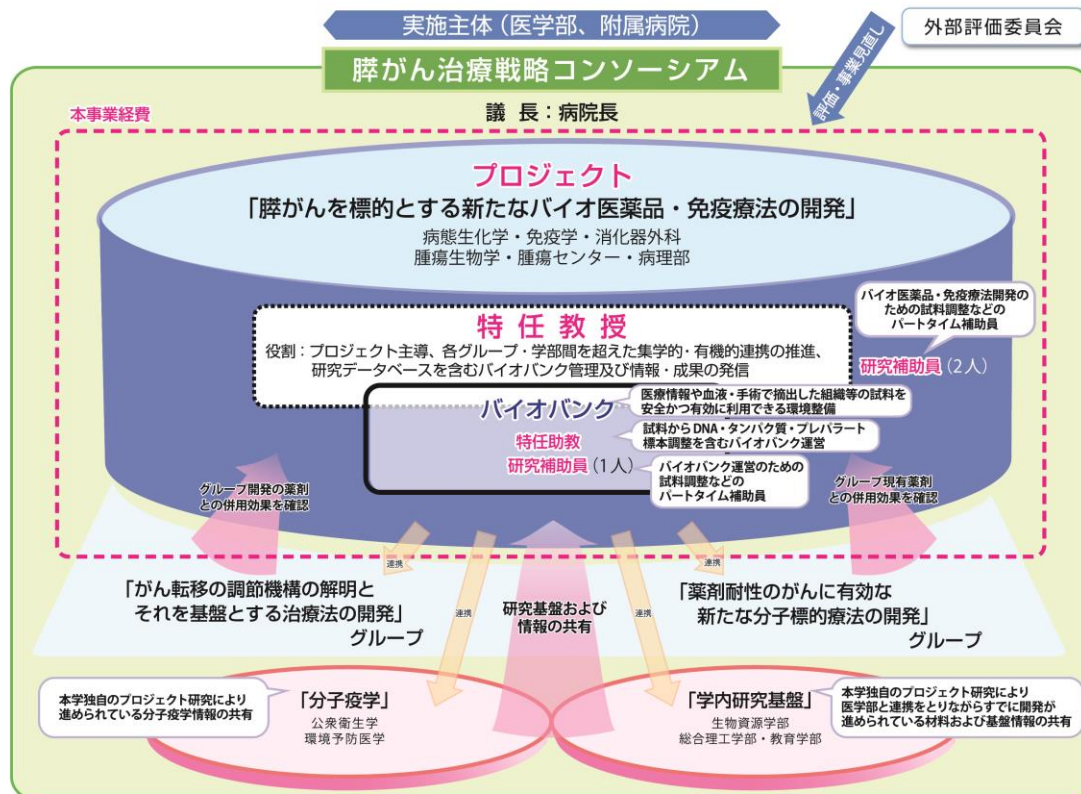 実施主体（医学部、附属病院）
外部評価委員会
評価・事業見直し
膵がん治療戦略コンソーシアム
議 長：病院長
本事業経費
プロジェクト
「膵がんを標的とする新たなバイオ医薬品・免疫療法の開発」
病態生化学・免疫学・消化器外科
腫瘍生物学・腫瘍センター・病理部
バイオ医薬品・免疫療法開発の
ための試料調整などの
パートタイム補助員
研究補助員（2人）
特 任 教 授
役割：プロジェクト主導、各グループ・学部間を超えた集学的・有機的連携の推進、
研究データベースを含むバイオバンク管理及び情報・成果の発信
バイオバンク
医療情報や血液・手術で摘出した組織等の試料を
安全かつ有効に利用できる環境整備
特任助教
試料からDNA・タンパク質・プレパラート
標本調整を含むバイオバンク運営
研究補助員（1人）
バイオバンク運営のための
試料調整などの
パートタイム補助員
グループ開発の薬剤
との併用効果を確認
グループ現有薬剤
との併用効果を確認
連携
連携
連携
連携
「がん転移の調節機構の解明と
それを基盤とする治療法の開発」
グループ
研究基盤および
情報の共有
「薬剤耐性のがんに有効な
新たな分子標的療法の開発」
グループ
本学独自のプロジェクト研究により
進められている分子疫学情報の共有
「分子疫学」
公衆衛生学
環境予防医学
「学内研究基盤」
生物資源学部
総合理工学部・教育学部
本学独自のプロジェクト研究により
医学部と連携をとりながらすでに開発が
進められている材料および基盤情報の共有